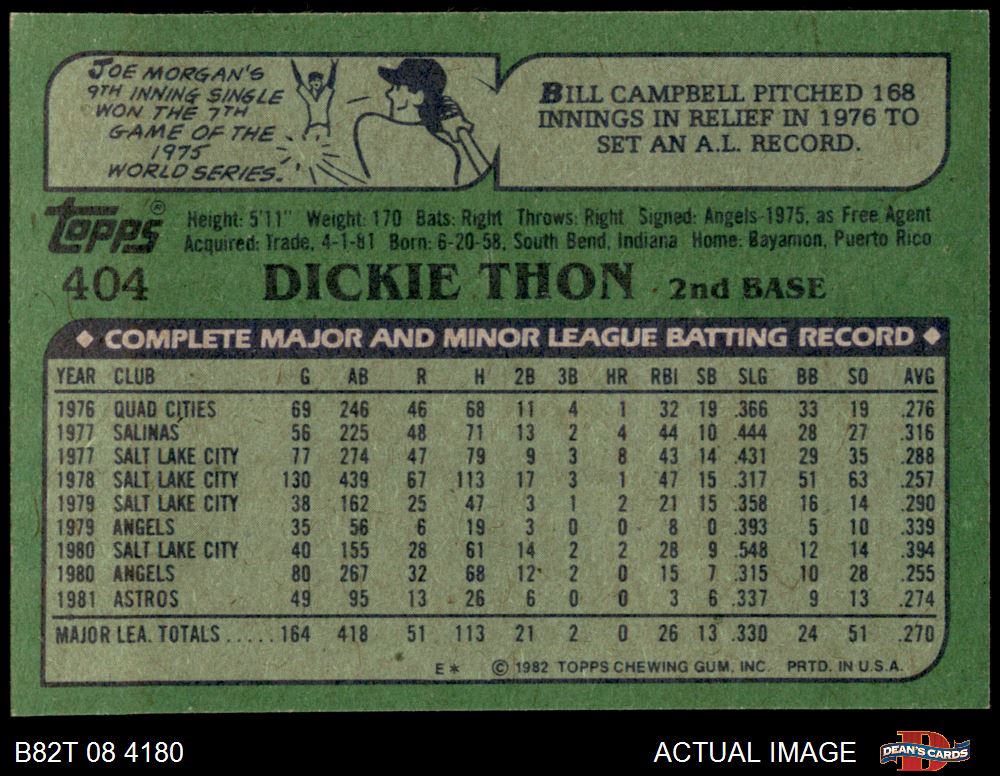 JOE MORGAN'S
9TH INNING SINGLE
WON THE 7TH
GAME OF THE
1975
WORLD SERIES.
BILL CAMPBELL PITCHED 168
INNINGS IN RELIEF IN 1976 TO
SET AN A.L. RECORD.
Topps®
Height: 5'11" Weight: 170 Bats: Right Throws: Right Signed: Angels-1975, as Free Agent
Acquired: Trade, 4-1-81 Born: 6-20-58, South Bend, Indiana Home: Bayamon, Puerto Rico
404 DICKIE THON 2nd BASE
◆ COMPLETE MAJOR AND MINOR LEAGUE BATTING RECORD ◆
YEAR CLUB G AB R H 2B 3B HR RBI SB SLG BB SO AVG
1976 QUAD CITIES 69 246 46 68 11 4 1 32 19 .366 33 19 .276
1977 SALINAS 56 225 48 71 13 2 4 44 10 .444 28 27 .316
1977 SALT LAKE CITY 77 274 47 79 9 3 8 43 14 .431 29 35 .288
1978 SALT LAKE CITY 130 439 67 113 17 3 1 47 15 .317 51 63 .257
1979 SALT LAKE CITY 38 162 25 47 3 1 2 21 15 .358 16 14 .290
1979 ANGELS 35 56 6 19 3 0 0 8 0 .393 5 10 .339
1980 SALT LAKE CITY 40 155 28 61 14 2 2 28 9 .548 12 14 .394
1980 ANGELS 80 267 32 68 12 2 0 15 7 .315 10 28 .255
1981 ASTROS 49 95 13 26 6 0 0 3 6 .337 9 13 .274
MAJOR LEA. TOTALS.....164 418 51 113 21 2 0 26 13 .330 24 51 .270
E* © 1982 TOPPS CHEWING GUM, INC. PRTD. IN U.S.A.
B82T 08 4180 ACTUAL IMAGE D DEAN'S CARDS